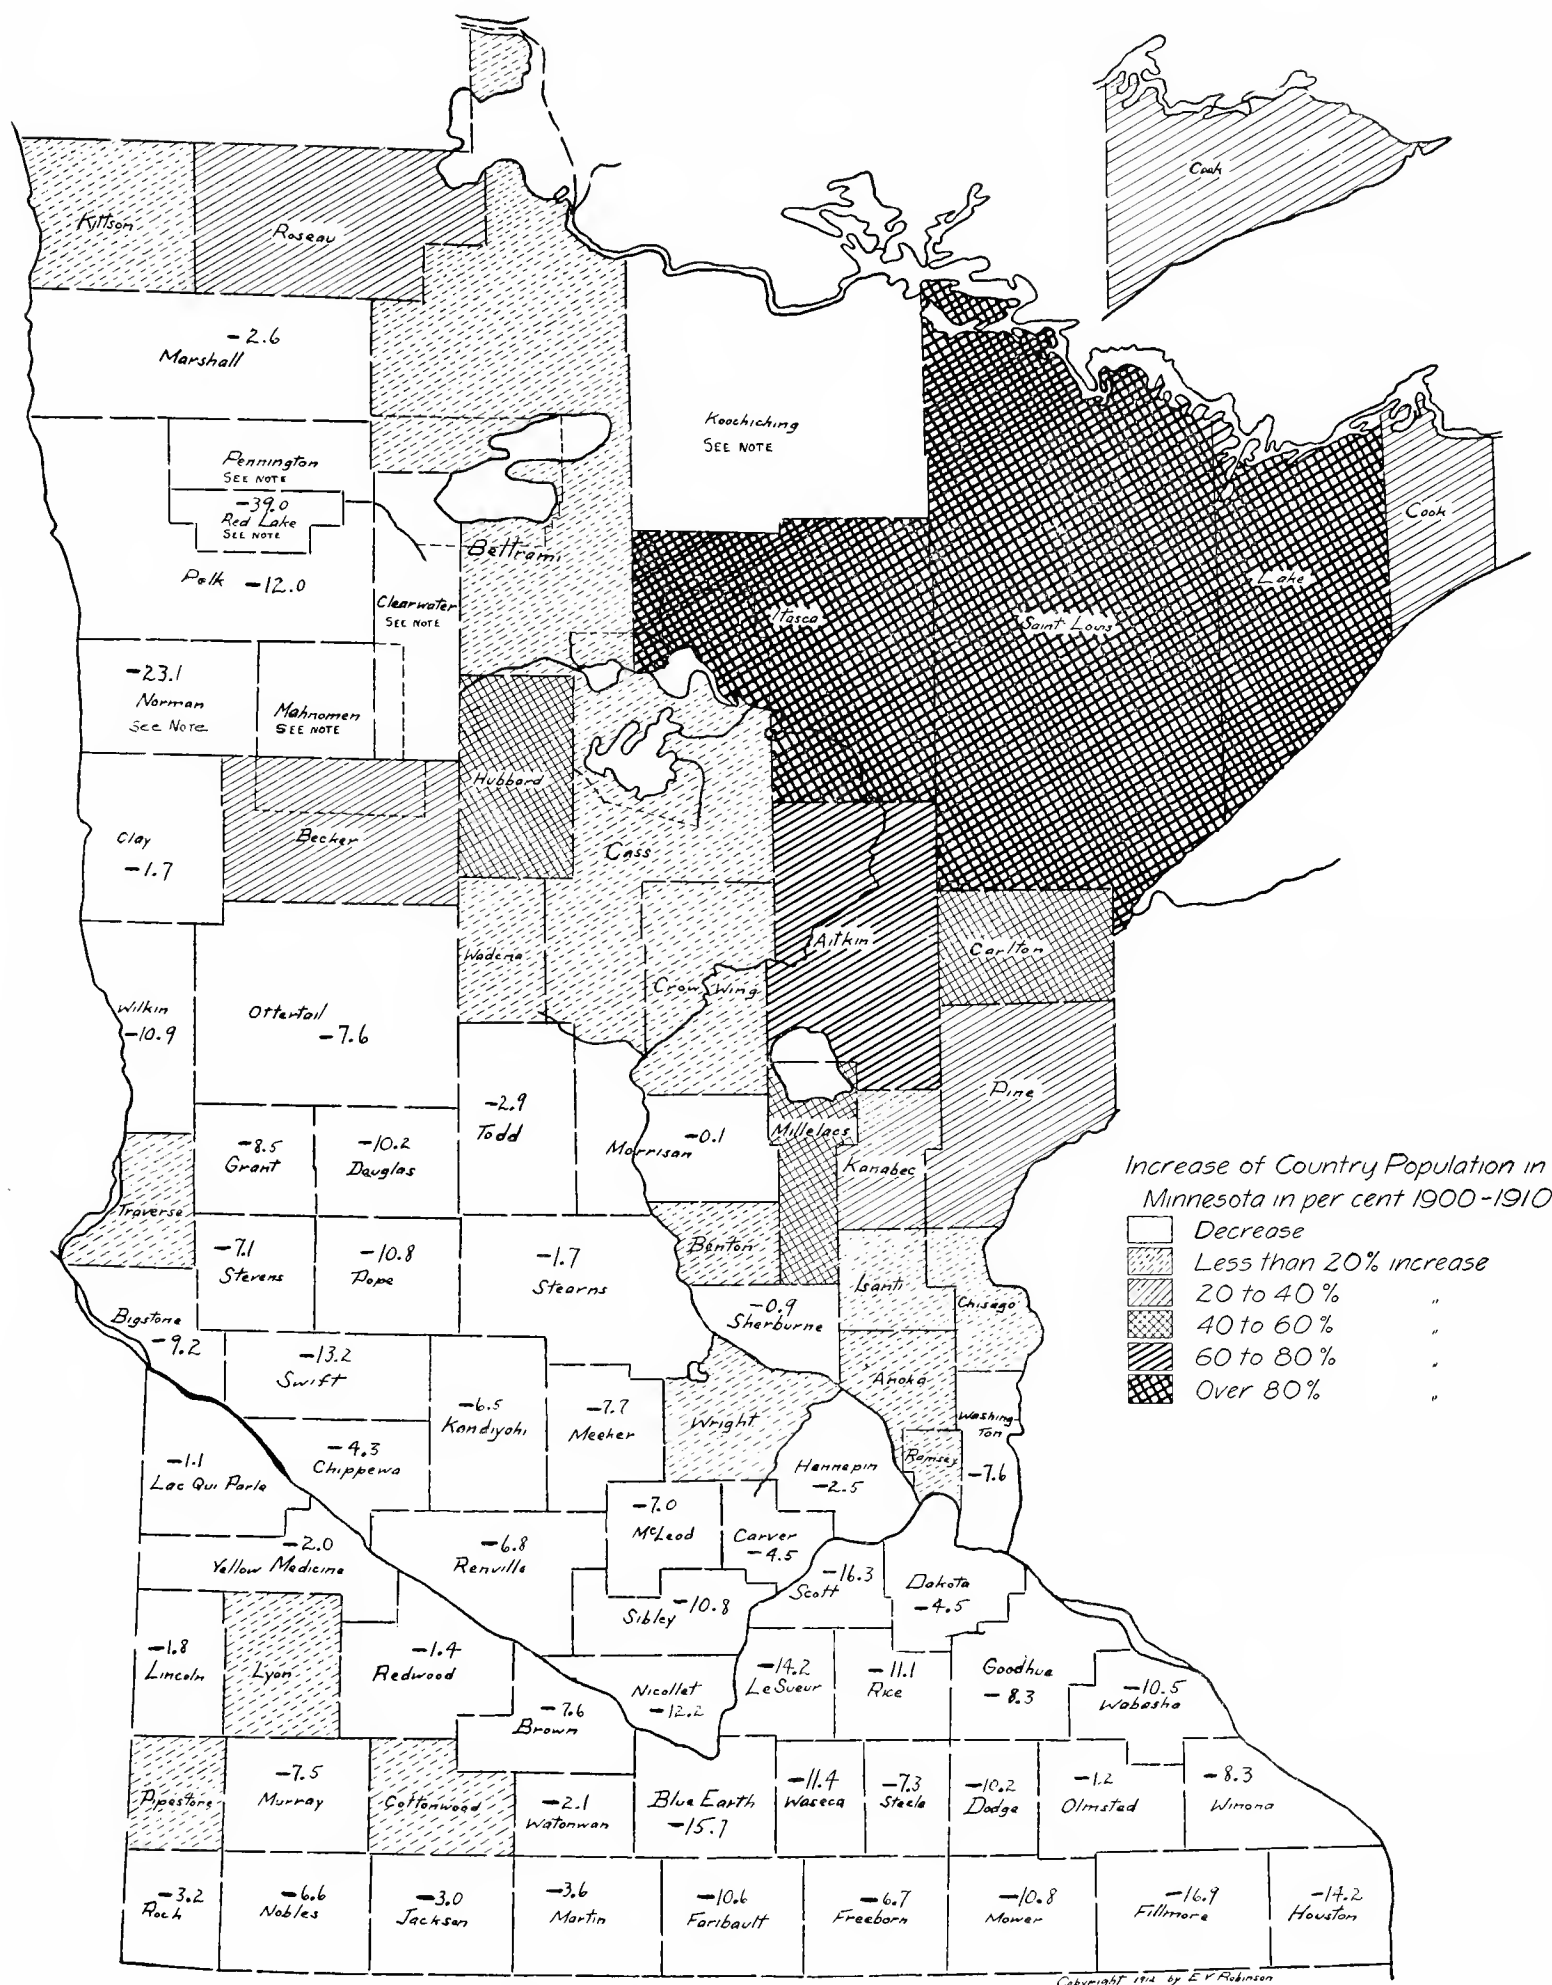 Cook
Kittson
Roseau
-2.6
Marshall
Koochiching
SEE NOTE
Pennington
SEE NOTE
-39.0
Red Lake
SEE NOTE
Cook
Beltrami
Polk -12.0
Clearwater
SEE NOTE
Itasca
Saint Louis
Lake
-23.1
Norman
See Note
Mahnomen
SEE NOTE
Hubbard
Clay
-1.7
Becker
Cass
Wadena
Aitkin
Carlton
Crow Wing
Wilkin
-10.9
Ottertail
-7.6
Pine
-2.9
Todd
Morrison -0.1
Millelacs
-8.5
Grant
-10.2
Douglas
Kanabec
Traverse
Increase of Country Population in
Minnesota in per cent 1900-1910
Decrease
Less than 20% increase
20 to 40% "
40 to 60% "
60 to 80% "
Over 80% "
-7.1
Stevens
-10.8
Pope
-1.7
Stearns
Benton
Isanti
Chisago
Bigstone
-9.2
-0.9
Sherburne
-13.2
Swift
Anoka
-6.5
Kandiyohi
-7.7
Meeker
Wright
Washing-
Ton
-7.6
-4.3
Chippewa
-1.1
Lac Qui Parle
Hennepin
-2.5
Ramsey
-7.0
McLeod
Carver
-4.5
-2.0
Yellow Medicine
-6.8
Renville
-16.3
Scott
Dakota
-4.5
Sibley -10.8
-1.8
Lincoln
Lyon
-1.4
Redwood
Nicollet
-12.2
-14.2
LeSueur
-11.1
Rice
Goodhue
-8.3
-10.5
Wabasha
-7.6
Brown
Pipestone
-7.5
Murray
Cottonwood
-2.1
Watonwan
Blue Earth
-15.7
-11.4
Waseca
-7.3
Steele
-10.2
Dodge
-1.2
Olmsted
-8.3
Winona
-3.2
Rock
-6.6
Nobles
-3.0
Jackson
-3.6
Martin
-10.6
Faribault
-6.7
Freeborn
-10.8
Mower
-16.9
Fillmore
-14.2
Houston
Copyright 1912 by E V Robinson